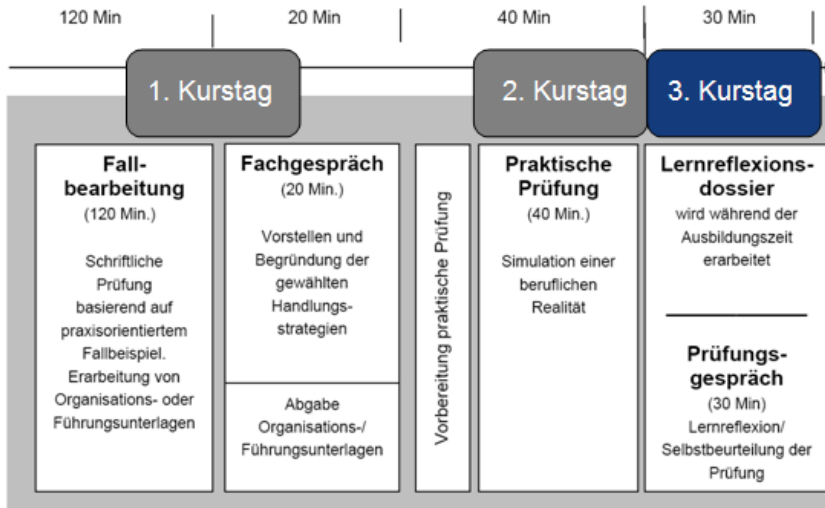 120 Min
20 Min
40 Min
30 Min
1. Kurstag
2. Kurstag
3. Kurstag
Fall-
bearbeitung
(120 Min.)
Schriftliche
Prüfung
basierend auf
praxisorientiertem
Fallbeispiel.
Erarbeitung von
Organisations- oder
Führungsunterlagen
Fachgespräch
(20 Min.)
Vorstellen und
Begründung der
gewählten
Handlungs-
strategien
Abgabe
Organisations-/
Führungsunterlagen
Vorbereitung praktische Prüfung
Praktische
Prüfung
(40 Min.)
Simulation einer
beruflichen
Realität
Lernreflexions-
dossier
wird während der
Ausbildungszeit
erarbeitet
Prüfungs-
gespräch
(30 Min)
Lernreflexion/
Selbstbeurteilung der
Prüfung